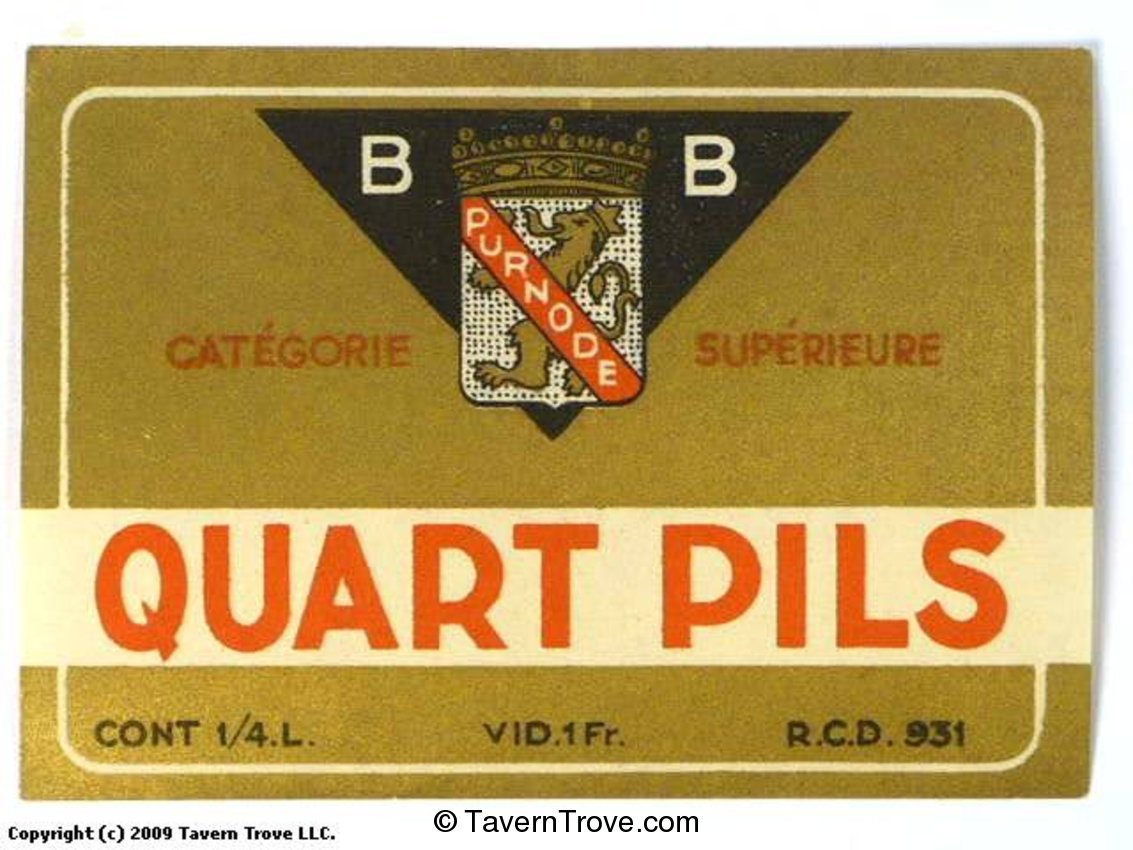 B B
PURNODE
CATÉGORIE SUPÉRIEURE
QUART PILS
CONT 1/4.L. VID.1Fr. R.C.D. 931
Copyright (c) 2009 Tavern Trove LLC.
© TavernTrove.com